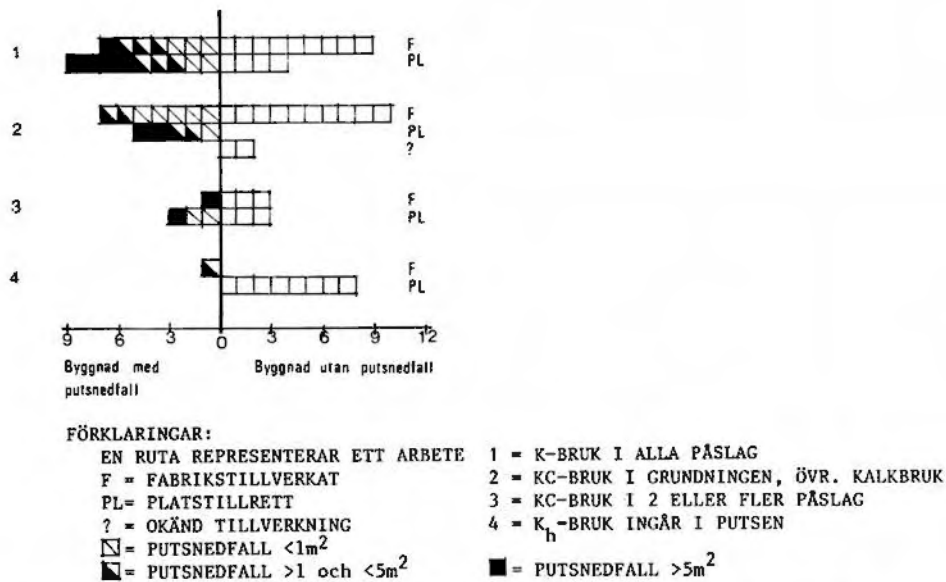 1 F
PL
2 F
PL
?
3 F
PL
4 F
PL
9 6 3 0 3 6 9 12
Byggnad med putsnedfall
Byggnad utan putsnedfall
FÖRKLARINGAR:
EN RUTA REPRESENTERAR ETT ARBETE
F = FABRIKSTILLVERKAT
PL= PLATSTILLRETT
? = OKÄND TILLVERKNING
= PUTSNEDFALL <1m²
= PUTSNEDFALL >1 och <5m²
1 = K-BRUK I ALLA PÅSLAG
2 = KC-BRUK I GRUNDNINGEN, ÖVR. KALKBRUK
3 = KC-BRUK I 2 ELLER FLER PÅSLAG
4 = Kh-BRUK INGÅR I PUTSEN
= PUTSNEDFALL >5m²